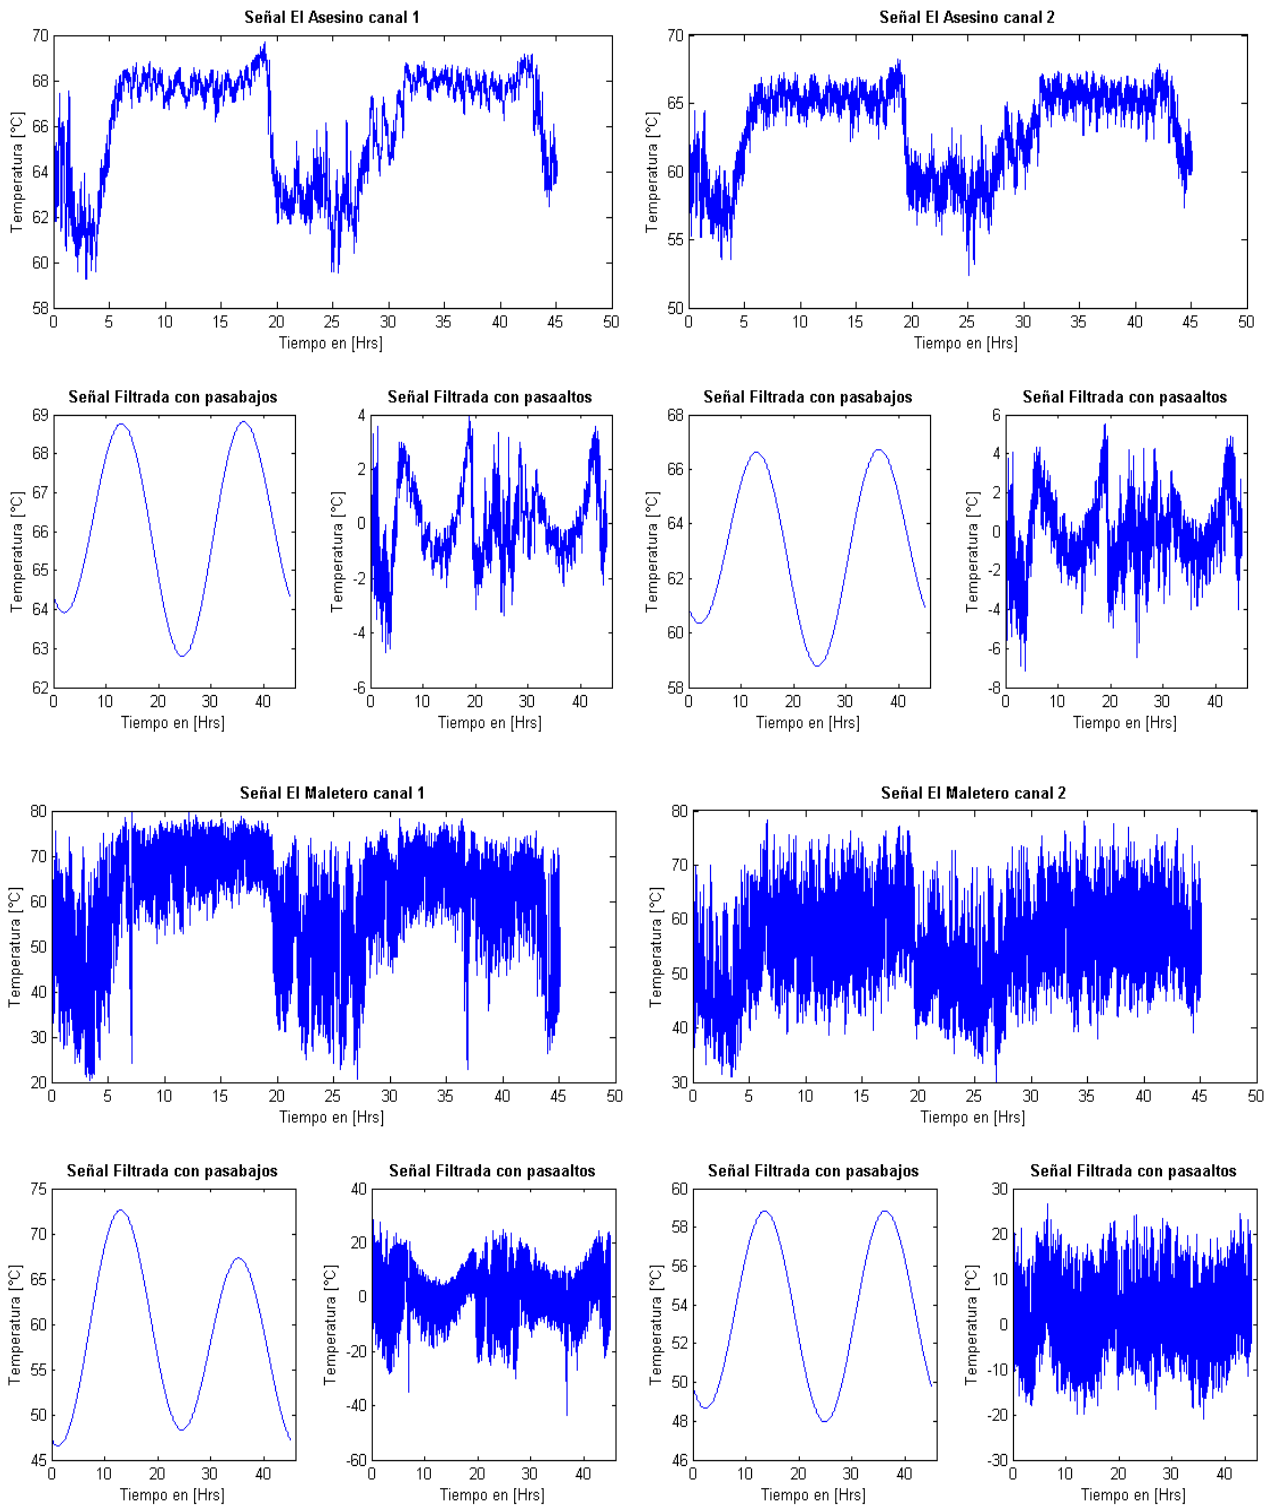 Señal El Asesino canal 1
Temperatura [°C]
70
68
66
64
62
60
58
0 5 10 15 20 25 30 35 40 45 50
Tiempo en [Hrs]
Señal El Asesino canal 2
Temperatura [°C]
70
65
60
55
50
0 5 10 15 20 25 30 35 40 45 50
Tiempo en [Hrs]
Señal Filtrada con pasabajos
Temperatura [°C]
69
68
67
66
65
64
63
62
0 10 20 30 40
Tiempo en [Hrs]
Señal Filtrada con pasaaltos
Temperatura [°C]
4
2
0
-2
-4
-6
0 10 20 30 40
Tiempo en [Hrs]
Señal Filtrada con pasabajos
Temperatura [°C]
68
66
64
62
60
58
0 10 20 30 40
Tiempo en [Hrs]
Señal Filtrada con pasaaltos
Temperatura [°C]
6
4
2
0
-2
-4
-6
-8
0 10 20 30 40
Tiempo en [Hrs]
Señal El Maletero canal 1
Temperatura [°C]
80
70
60
50
40
30
20
0 5 10 15 20 25 30 35 40 45 50
Tiempo en [Hrs]
Señal El Maletero canal 2
Temperatura [°C]
80
70
60
50
40
30
0 5 10 15 20 25 30 35 40 45 50
Tiempo en [Hrs]
Señal Filtrada con pasabajos
Temperatura [°C]
75
70
65
60
55
50
45
0 10 20 30 40
Tiempo en [Hrs]
Señal Filtrada con pasaaltos
Temperatura [°C]
40
20
0
-20
-40
-60
0 10 20 30 40
Tiempo en [Hrs]
Señal Filtrada con pasabajos
Temperatura [°C]
60
58
56
54
52
50
48
46
0 10 20 30 40
Tiempo en [Hrs]
Señal Filtrada con pasaaltos
Temperatura [°C]
30
20
10
0
-10
-20
-30
0 10 20 30 40
Tiempo en [Hrs]